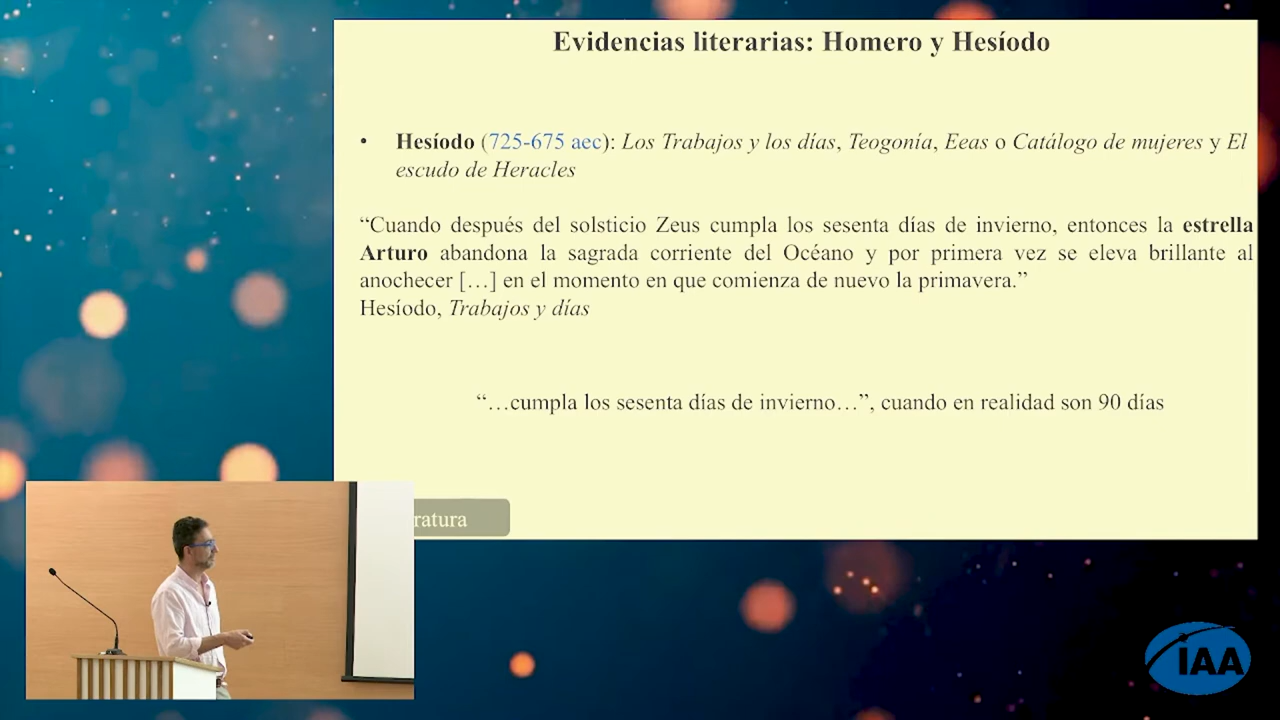 Evidencias literarias: Homero y Hesíodo
• Hesíodo (725-675 aec): Los Trabajos y los días, Teogonía, Eeas o Catálogo de mujeres y El
escudo de Heracles
“Cuando después del solsticio Zeus cumpla los sesenta días de invierno, entonces la estrella
Arturo abandona la sagrada corriente del Océano y por primera vez se eleva brillante al
anochecer […] en el momento en que comienza de nuevo la primavera.”
Hesíodo, Trabajos y días
“…cumpla los sesenta días de invierno…”, cuando en realidad son 90 días
ratura
IAA